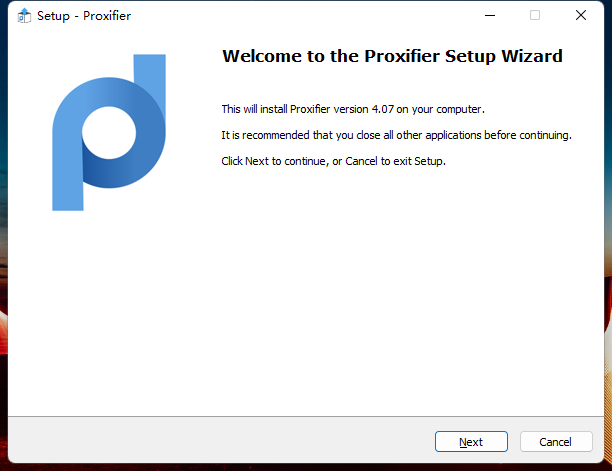 Setup - Proxifier
Welcome to the Proxifier Setup Wizard
This will install Proxifier version 4.07 on your computer.
It is recommended that you close all other applications before continuing.
Click Next to continue, or Cancel to exit Setup.
Next
Cancel